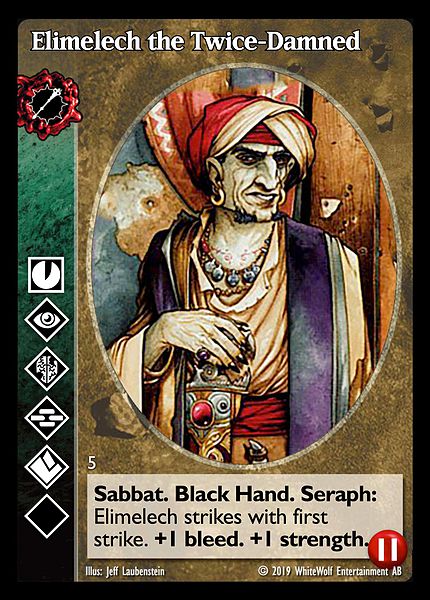 Elimelech the Twice-Damned
5
Sabbat. Black Hand. Seraph:
Elimelech strikes with first
strike. +1 bleed. +1 strength.
11
Illus: Jeff Laubenstein
© 2019 WhiteWolf Entertainment AB